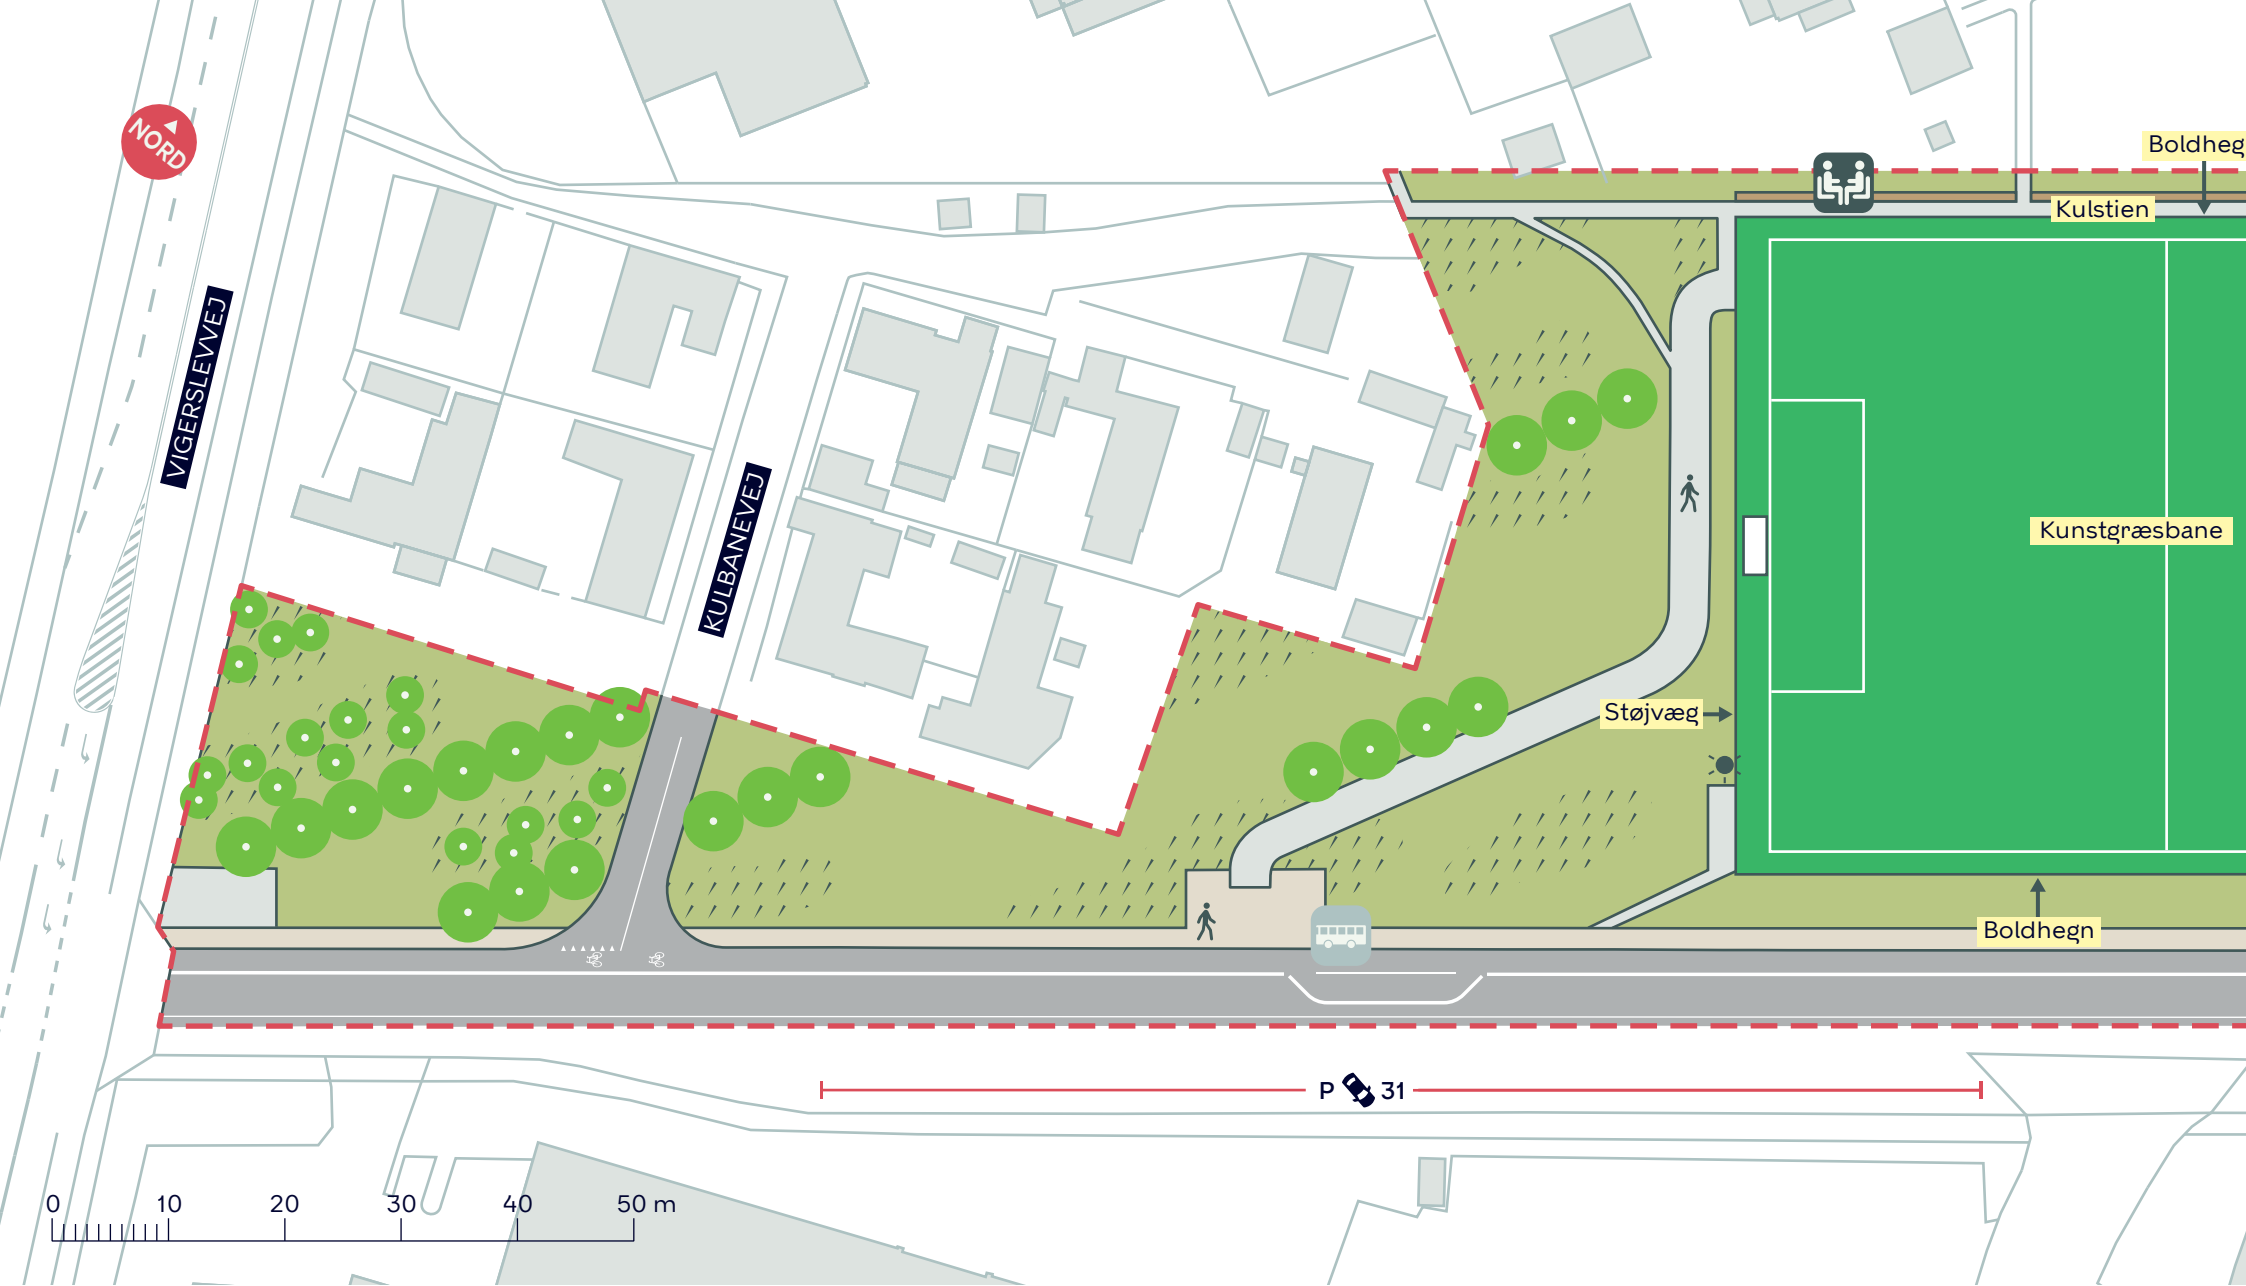 NORD
Boldheg
Kulstien
VIGERSLEVVEJ
KULBANEVEJ
Kunstgræsbane
Støjvæg
Boldhegn
P 31
0 10 20 30 40 50 m